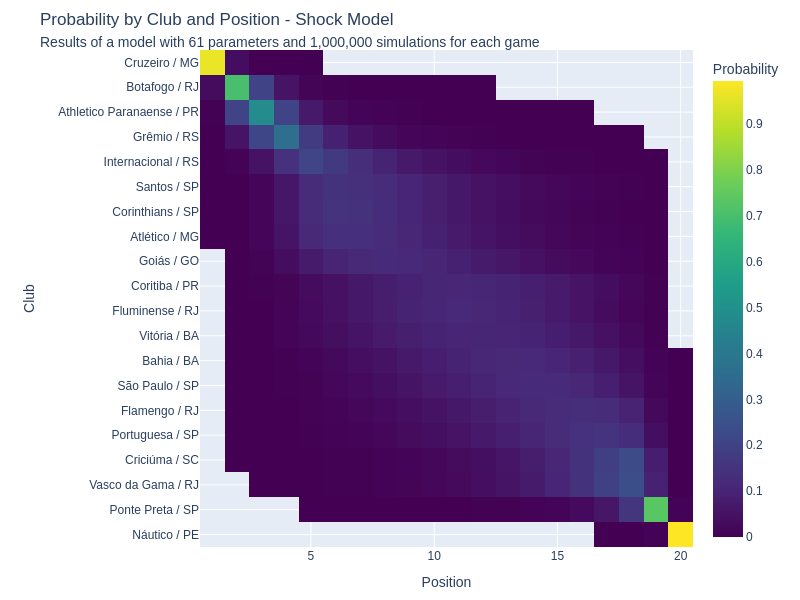 Probability by Club and Position - Shock Model
Results of a model with 61 parameters and 1,000,000 simulations for each game
Probability
Cruzeiro / MG
Botafogo / RJ
Athletico Paranaense / PR
Grêmio / RS
Internacional / RS
Santos / SP
Corinthians / SP
Atlético / MG
Goiás / GO
Coritiba / PR
Fluminense / RJ
Vitória / BA
Bahia / BA
São Paulo / SP
Flamengo / RJ
Portuguesa / SP
Criciúma / SC
Vasco da Gama / RJ
Ponte Preta / SP
Náutico / PE
Club
5
10
15
20
Position
0.9
0.8
0.7
0.6
0.5
0.4
0.3
0.2
0.1
0